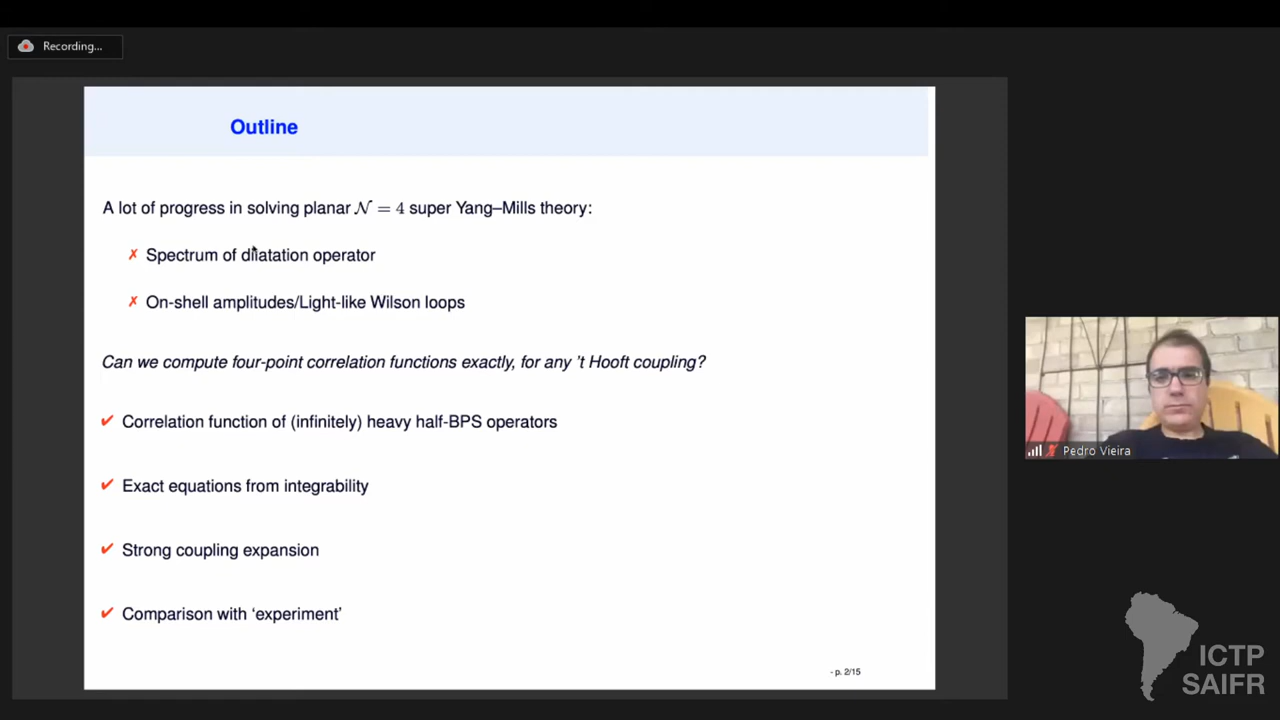 Recording...
Outline
A lot of progress in solving planar 𝒩 = 4 super Yang–Mills theory:
✗ Spectrum of dilatation operator
✗ On-shell amplitudes/Light-like Wilson loops
Can we compute four-point correlation functions exactly, for any 't Hooft coupling?
✔ Correlation function of (infinitely) heavy half-BPS operators
✔ Exact equations from integrability
✔ Strong coupling expansion
✔ Comparison with 'experiment'
- p. 2/15
Pedro Vieira
ICTP
SAIFR